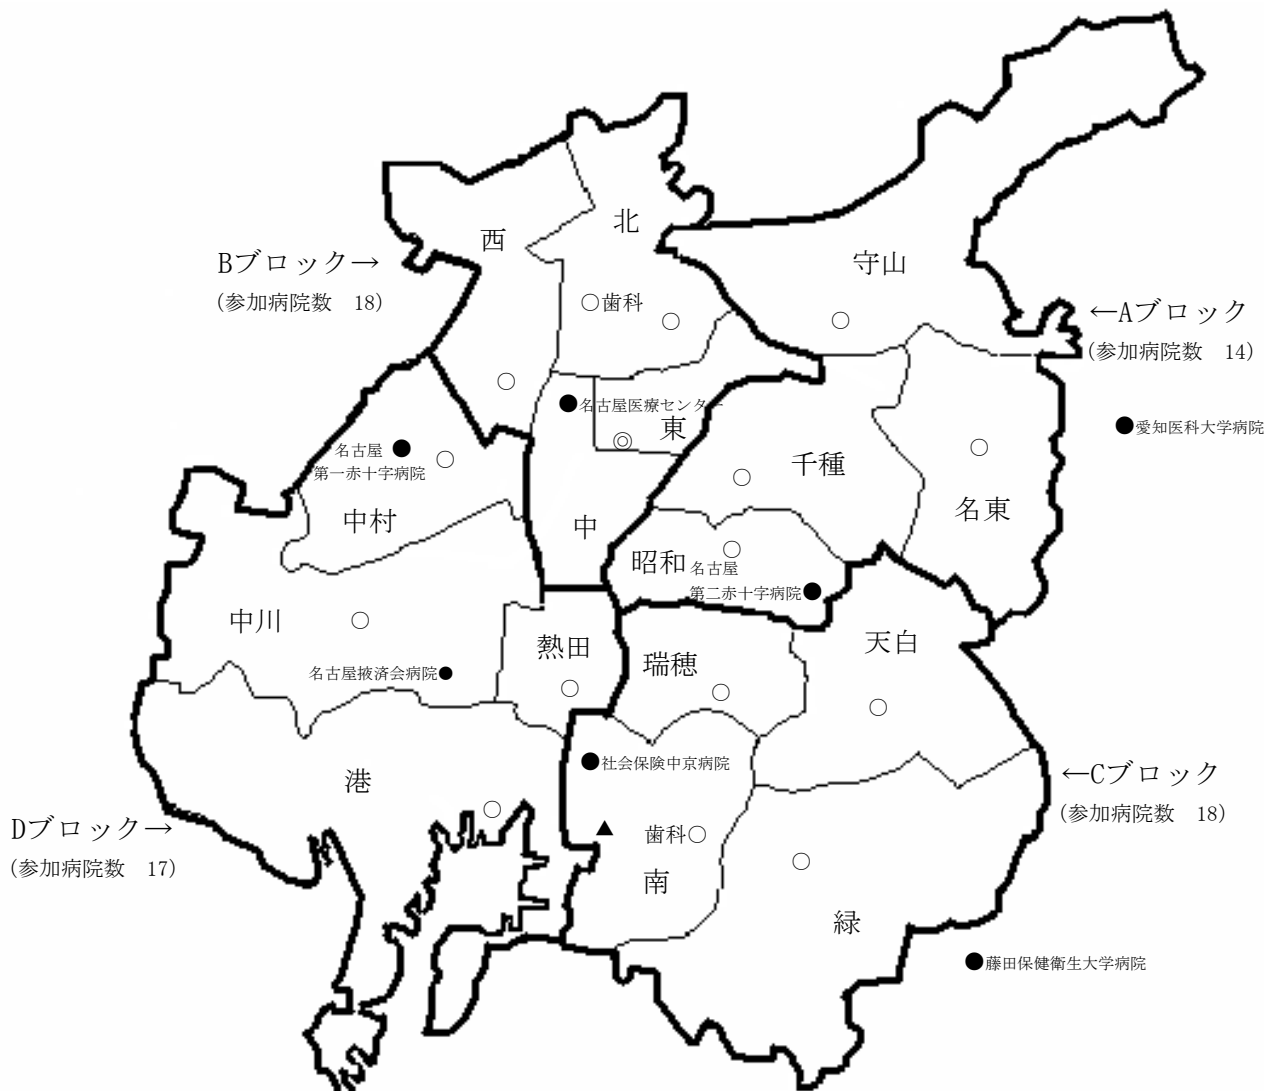 北
西
守山
Bブロック→
(参加病院数　18)
○歯科
←Aブロック
(参加病院数　14)
●名古屋医療センター
東
●愛知医科大学病院
名古屋
第一赤十字病院
千種
名東
中村
中
昭和
名古屋
第二赤十字病院●
中川
熱田
瑞穂
天白
名古屋掖済会病院●
●社会保険中京病院
港
←Cブロック
(参加病院数　18)
Dブロック→
(参加病院数　17)
歯科○
南
緑
●藤田保健衛生大学病院